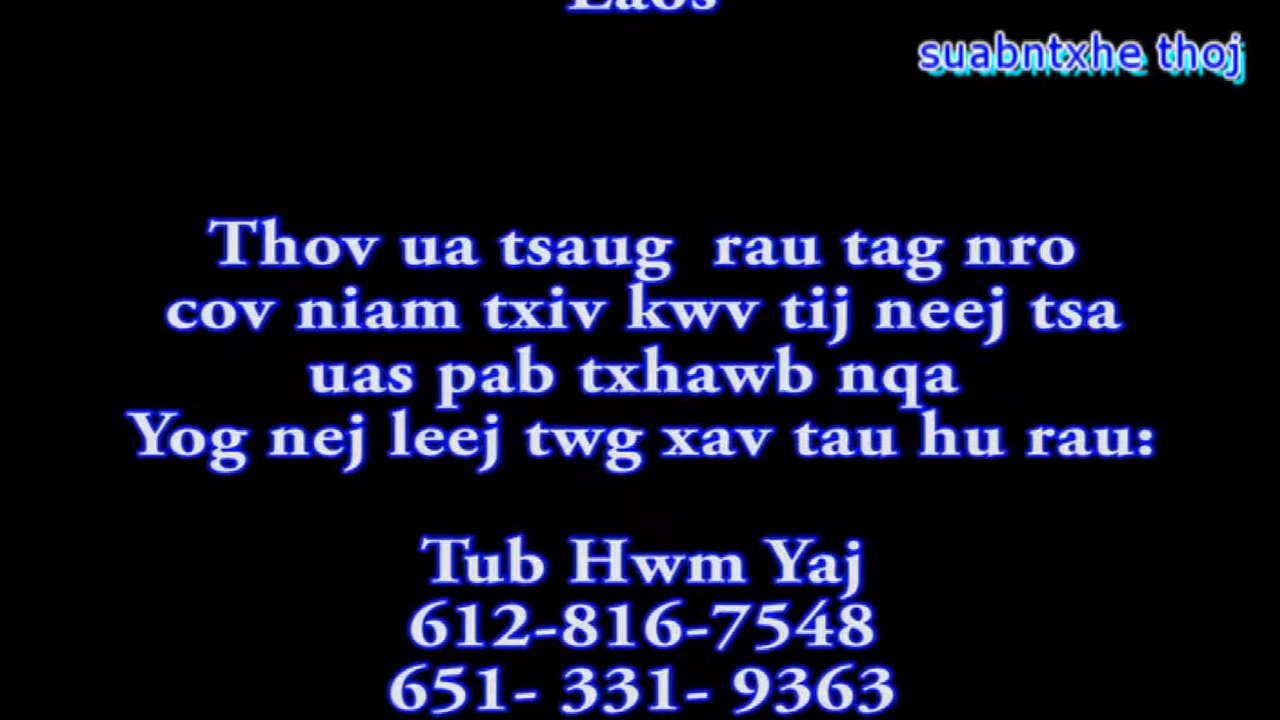 Laos
suabntxhe thoj
Thov ua tsaug rau tag nro
cov niam txiv kwv tij neej tsa
uas pab txhawb nqa
Yog nej leej twg xav tau hu rau:
Tub Hwm Yaj
612-816-7548
651- 331- 9363